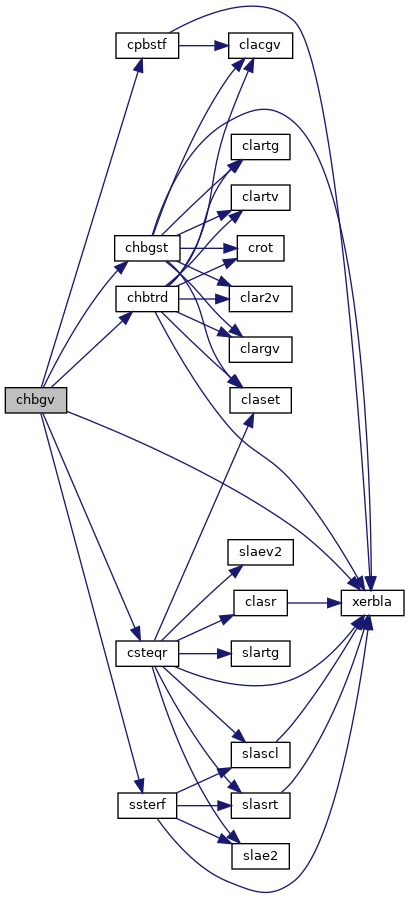 cpbstf
clacgv
clartg
clartv
chbgst
crot
chbtrd
clar2v
clargv
chbgv
claset
slaev2
clasr
xerbla
csteqr
slartg
slascl
ssterf
slasrt
slae2